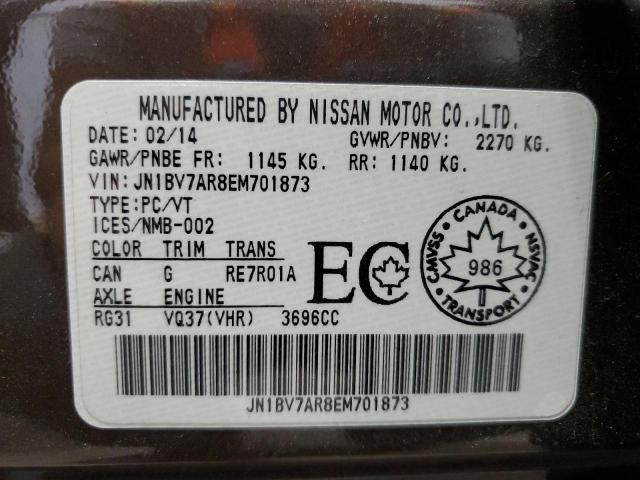 MANUFACTURED BY NISSAN MOTOR CO.,LTD.
DATE: 02/14 GVWR/PNBV: 2270 KG.
GAWR/PNBE FR: 1145 KG. RR: 1140 KG.
VIN:JN1BV7AR8EM701873
TYPE:PC/VT
ICES/NMB-002
COLOR TRIM TRANS
CAN G RE7R01A
AXLE ENGINE
RG31 VQ37(VHR) 3696CC
EC
CANADA
CMVSS NSVAC
986
TRANSPORT
JN1BV7AR8EM701873